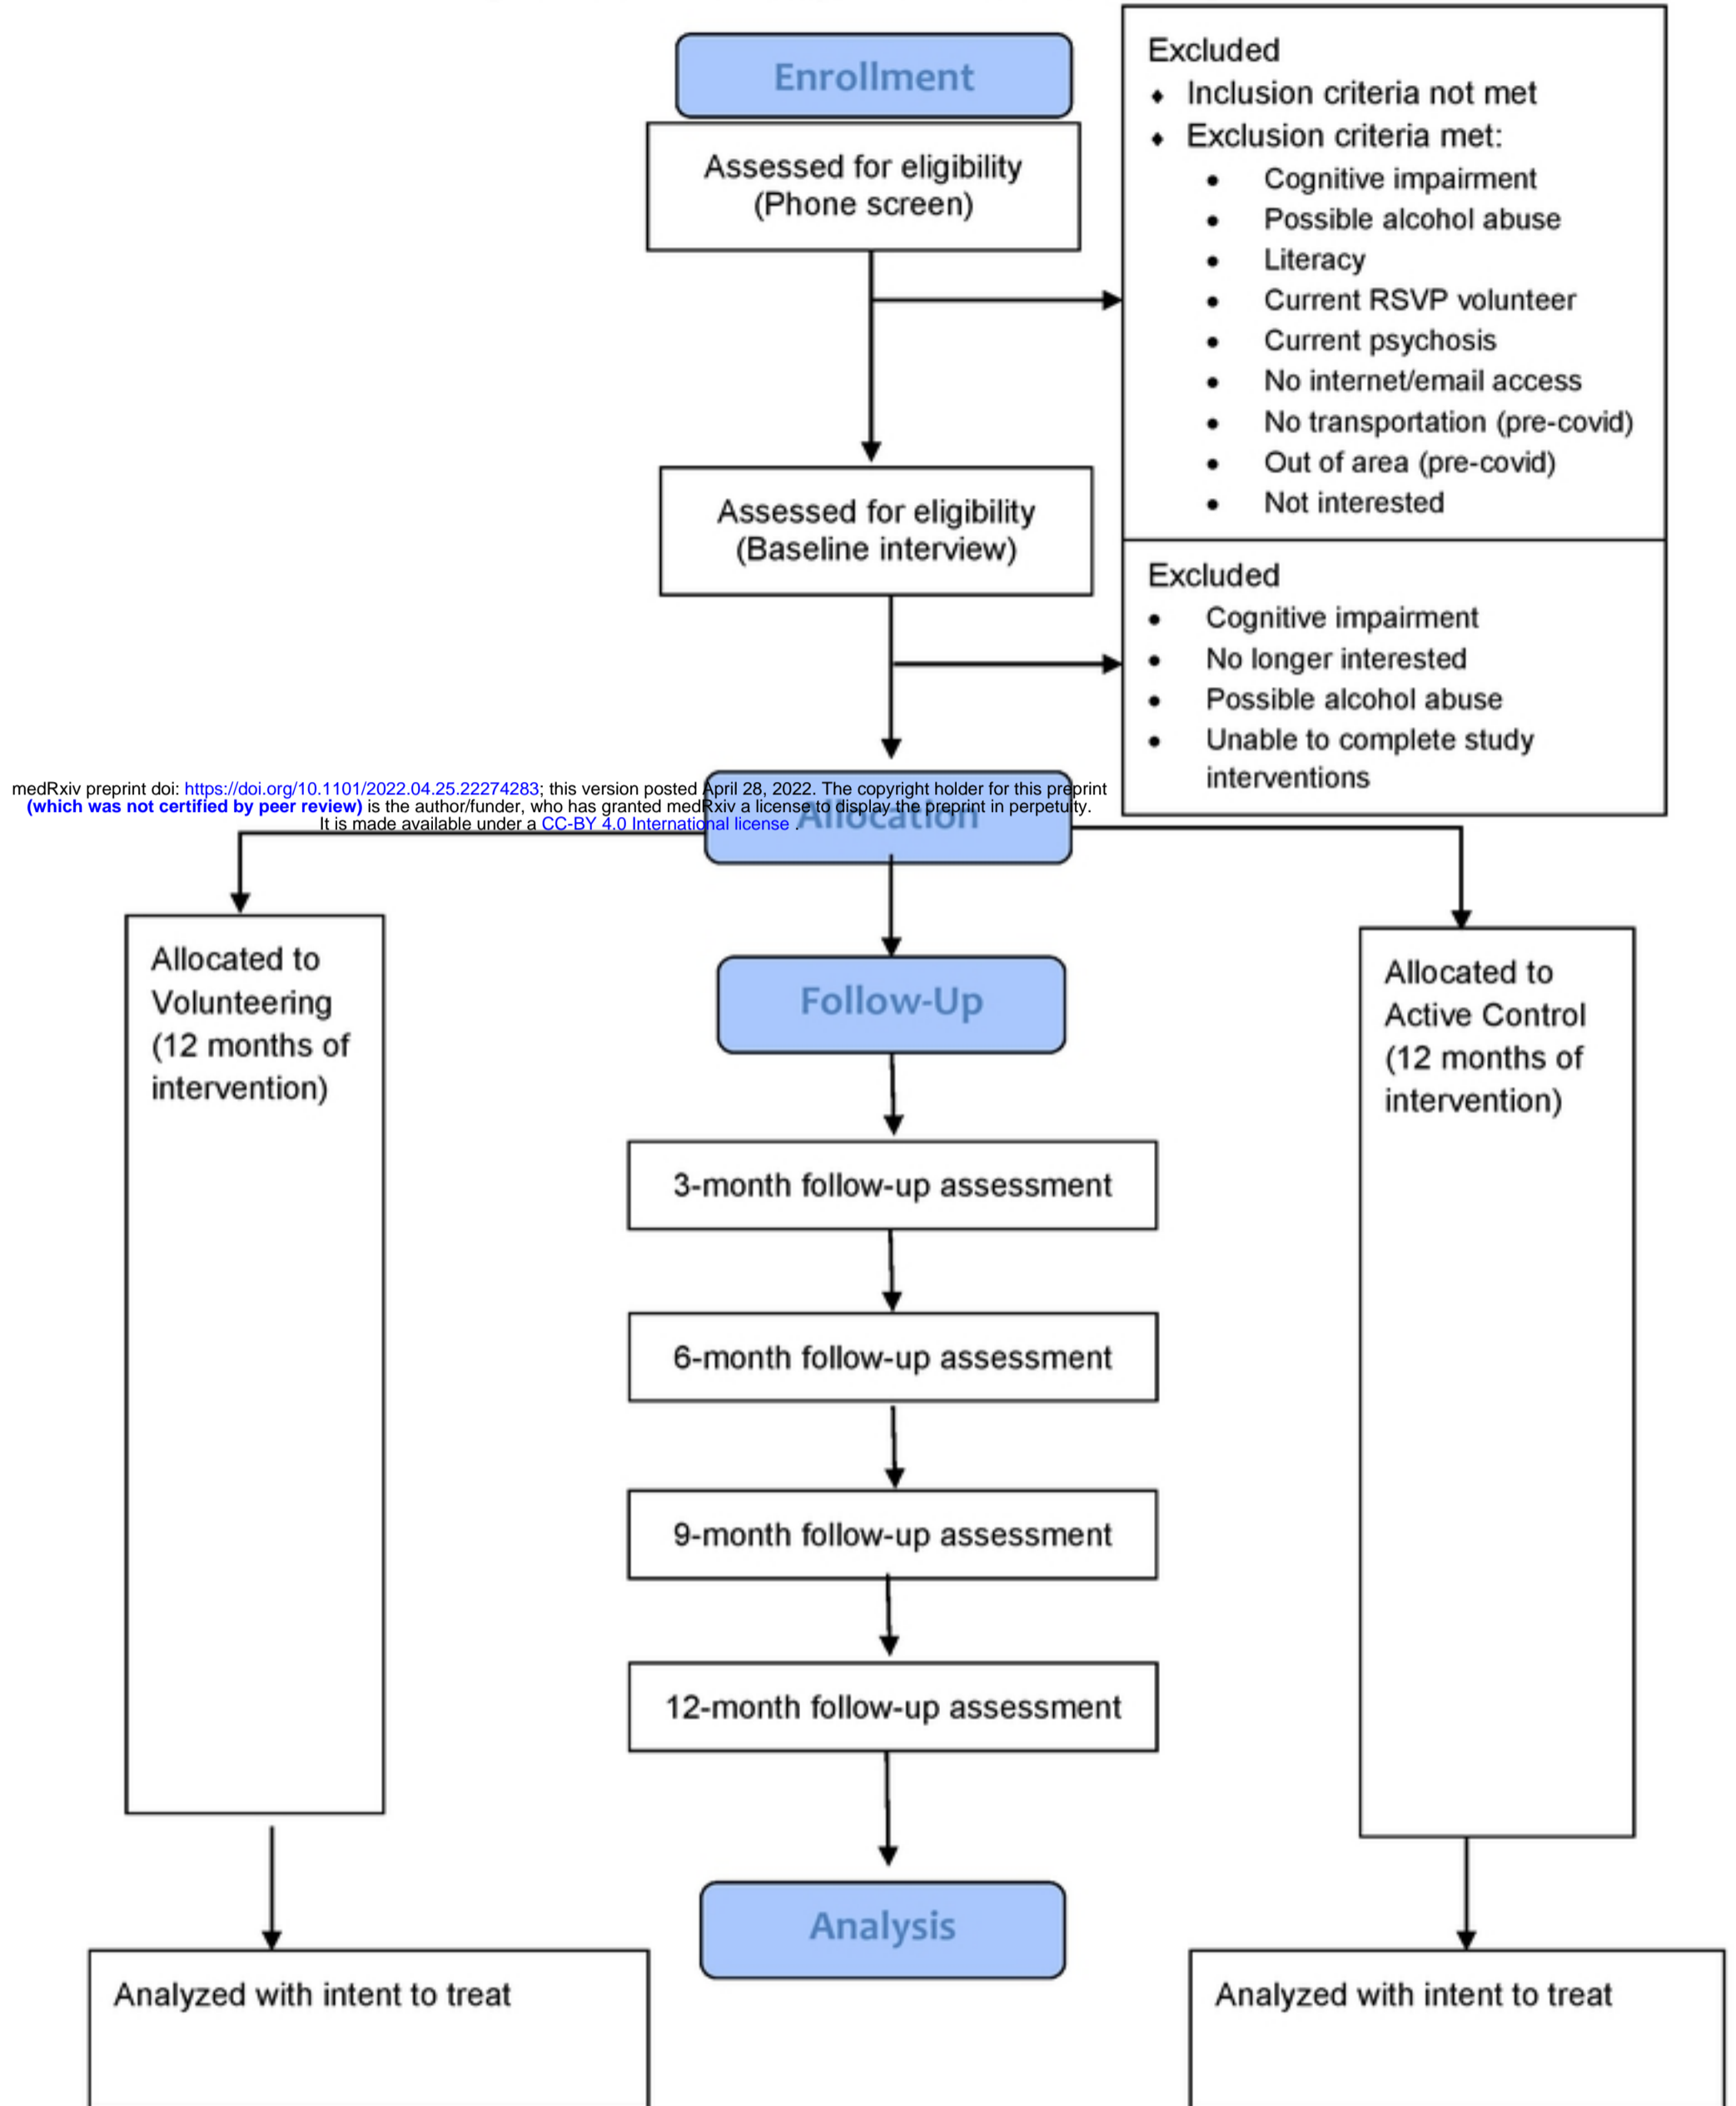 Enrollment
Assessed for eligibility
(Phone screen)
Excluded
♦ Inclusion criteria not met
♦ Exclusion criteria met:
• Cognitive impairment
• Possible alcohol abuse
• Literacy
• Current RSVP volunteer
• Current psychosis
• No internet/email access
• No transportation (pre-covid)
• Out of area (pre-covid)
• Not interested
Assessed for eligibility
(Baseline interview)
Excluded
• Cognitive impairment
• No longer interested
• Possible alcohol abuse
• Unable to complete study
interventions
medRxiv preprint doi: https://doi.org/10.1101/2022.04.25.22274283; this version posted April 28, 2022. The copyright holder for this preprint
(which was not certified by peer review) is the author/funder, who has granted medRxiv a license to display the preprint in perpetuity.
It is made available under a CC-BY 4.0 International license .
Allocation
Allocated to
Volunteering
(12 months of
intervention)
Follow-Up
Allocated to
Active Control
(12 months of
intervention)
3-month follow-up assessment
6-month follow-up assessment
9-month follow-up assessment
12-month follow-up assessment
Analysis
Analyzed with intent to treat
Analyzed with intent to treat